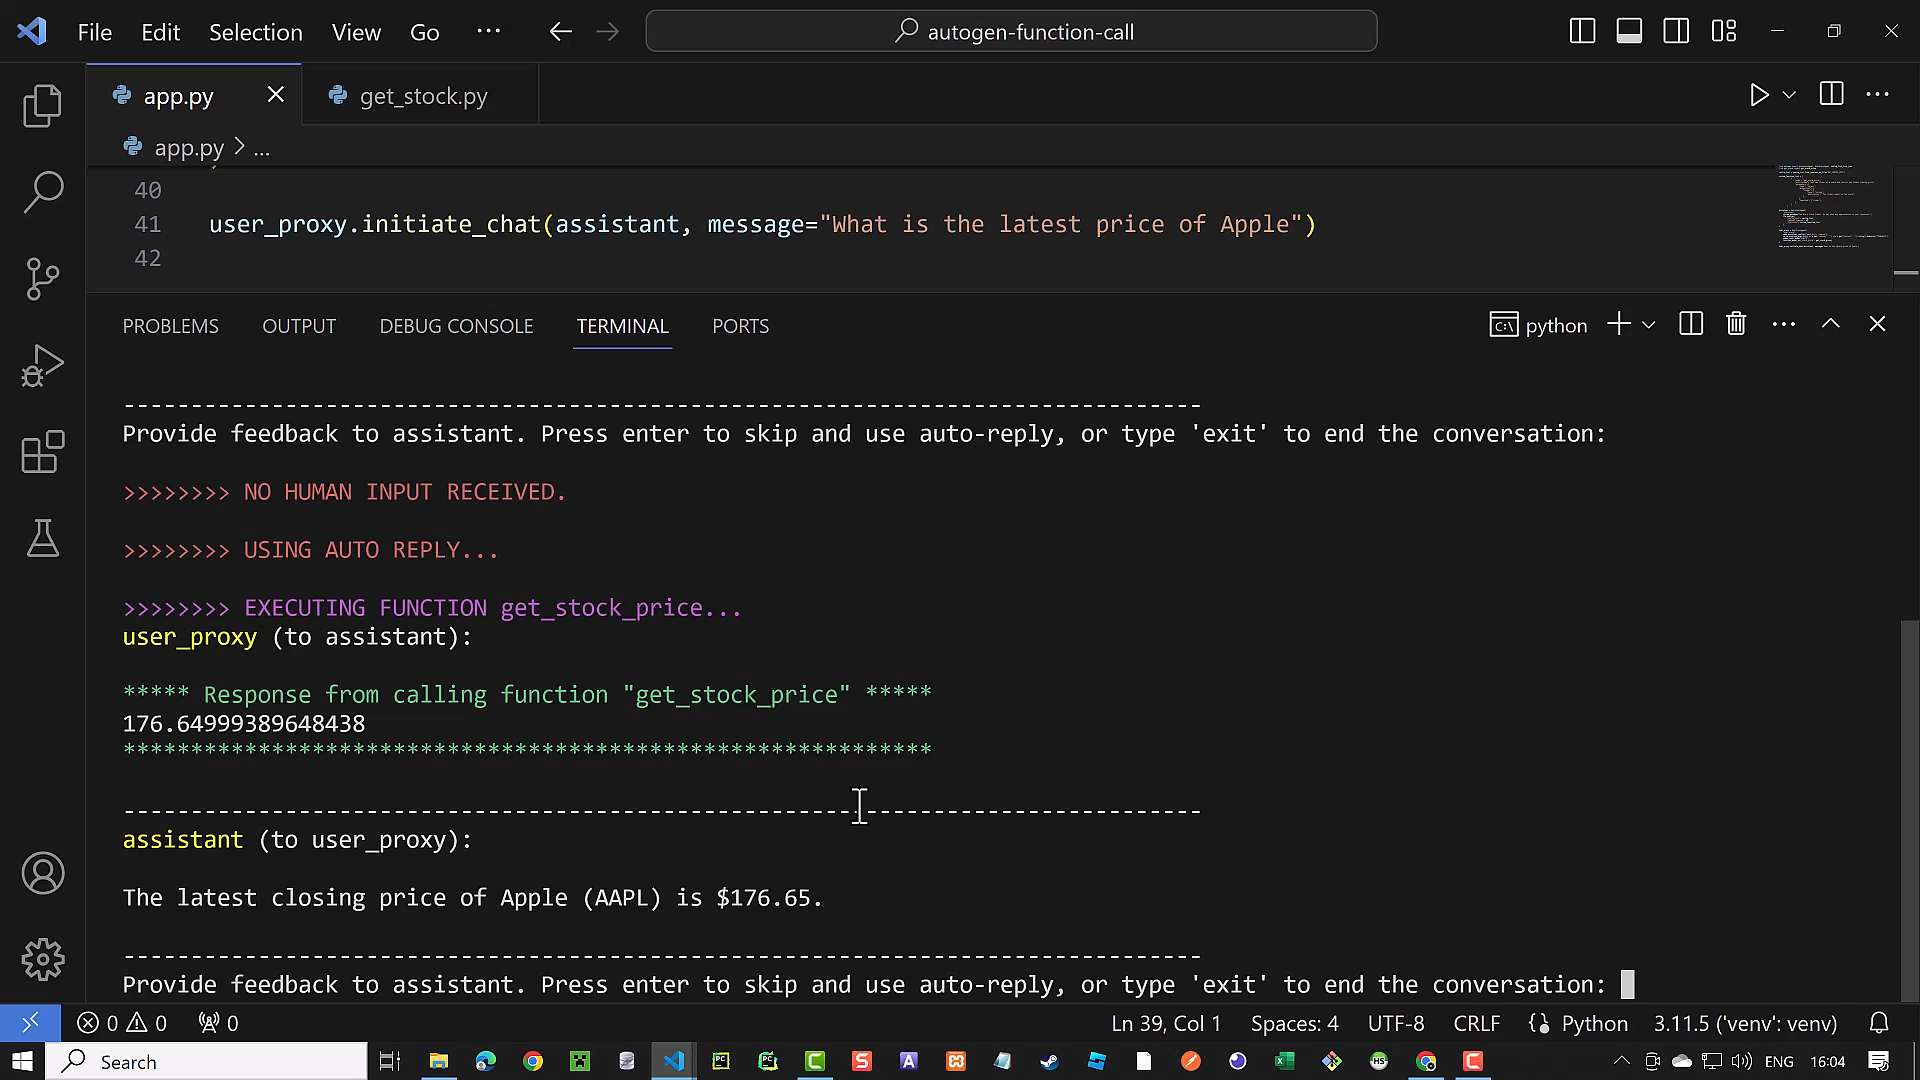 File Edit Selection View Go ··· autogen-function-call
app.py get_stock.py
app.py > ...
40
41 user_proxy.initiate_chat(assistant, message="What is the latest price of Apple")
42
PROBLEMS OUTPUT DEBUG CONSOLE TERMINAL PORTS python
--------------------------------------------------------------------------------
Provide feedback to assistant. Press enter to skip and use auto-reply, or type 'exit' to end the conversation:
>>>>>>>> NO HUMAN INPUT RECEIVED.
>>>>>>>> USING AUTO REPLY...
>>>>>>>> EXECUTING FUNCTION get_stock_price...
user_proxy (to assistant):
***** Response from calling function "get_stock_price" *****
176.64999389648438
************************************************************
--------------------------------------------------------------------------------
assistant (to user_proxy):
The latest closing price of Apple (AAPL) is $176.65.
--------------------------------------------------------------------------------
Provide feedback to assistant. Press enter to skip and use auto-reply, or type 'exit' to end the conversation:
0 0 0 Ln 39, Col 1 Spaces: 4 UTF-8 CRLF Python 3.11.5 ('venv': venv)
Search ENG 16:04